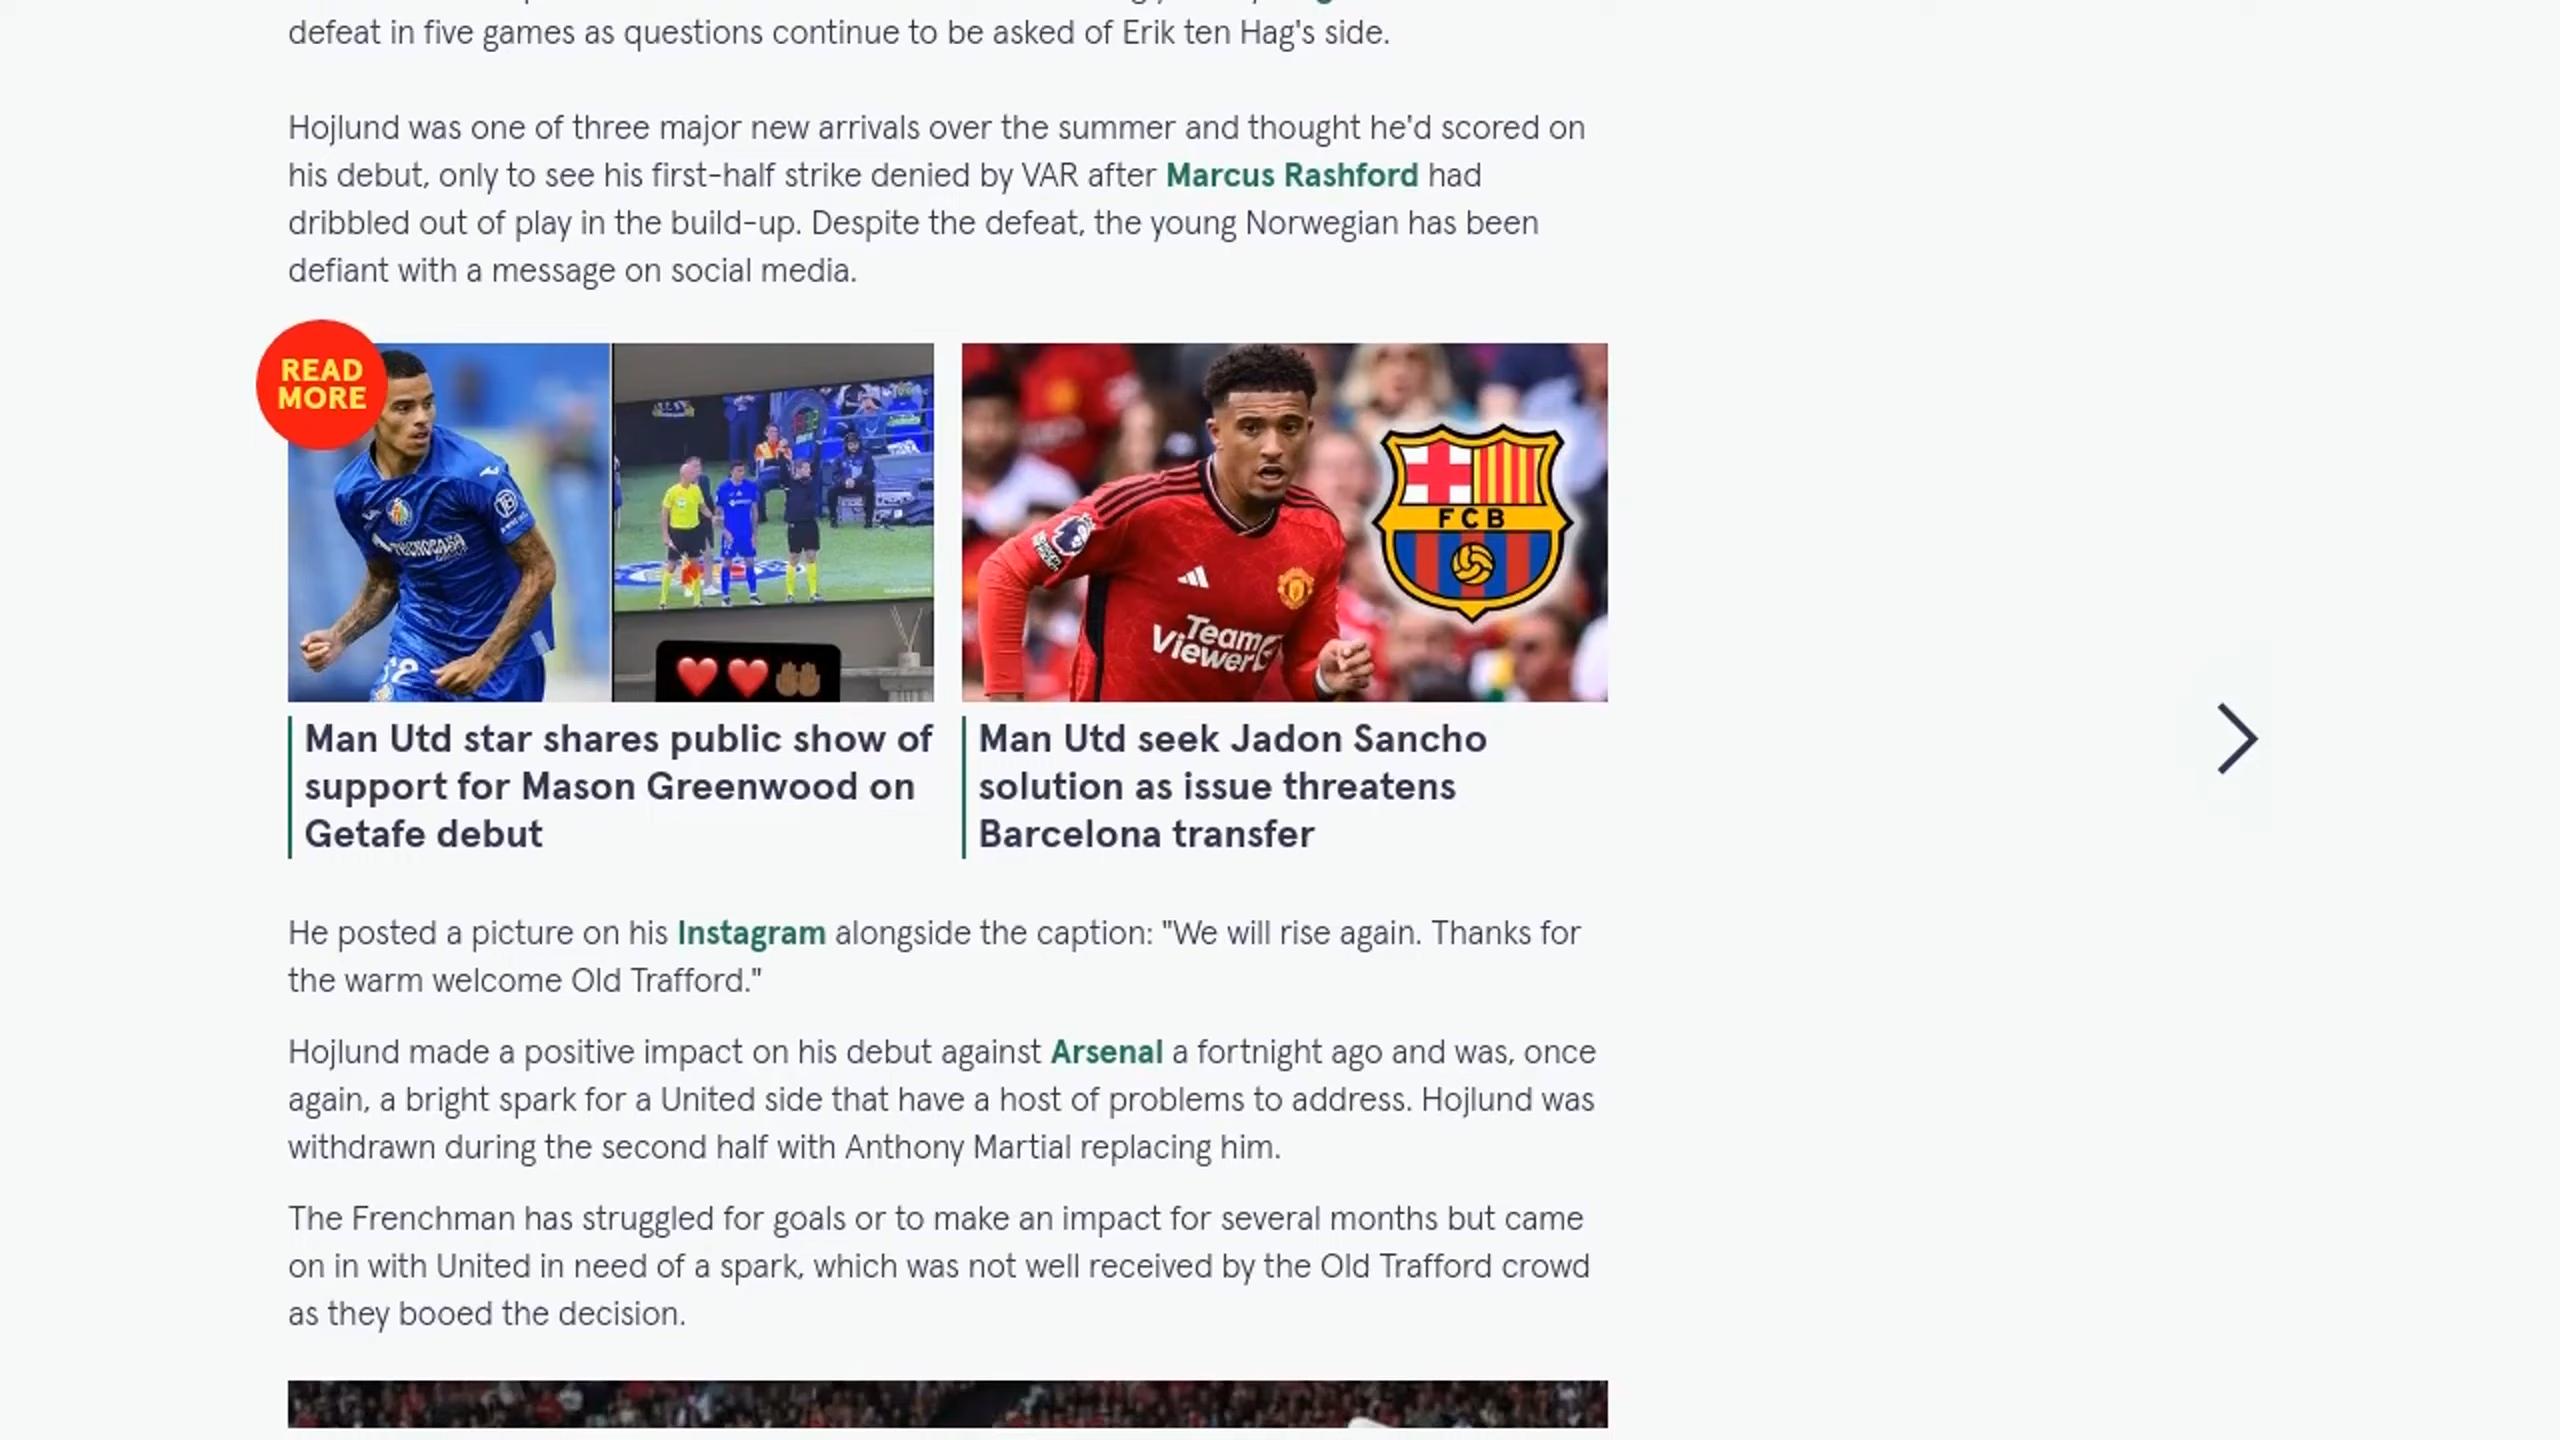 defeat in five games as questions continue to be asked of Erik ten Hag's side.
Hojlund was one of three major new arrivals over the summer and thought he'd scored on
his debut, only to see his first-half strike denied by VAR after Marcus Rashford had
dribbled out of play in the build-up. Despite the defeat, the young Norwegian has been
defiant with a message on social media.
READ
MORE
TECNOCASA
FCB
Team
Viewer
Man Utd star shares public show of
support for Mason Greenwood on
Getafe debut
Man Utd seek Jadon Sancho
solution as issue threatens
Barcelona transfer
He posted a picture on his Instagram alongside the caption: "We will rise again. Thanks for
the warm welcome Old Trafford."
Hojlund made a positive impact on his debut against Arsenal a fortnight ago and was, once
again, a bright spark for a United side that have a host of problems to address. Hojlund was
withdrawn during the second half with Anthony Martial replacing him.
The Frenchman has struggled for goals or to make an impact for several months but came
on in with United in need of a spark, which was not well received by the Old Trafford crowd
as they booed the decision.